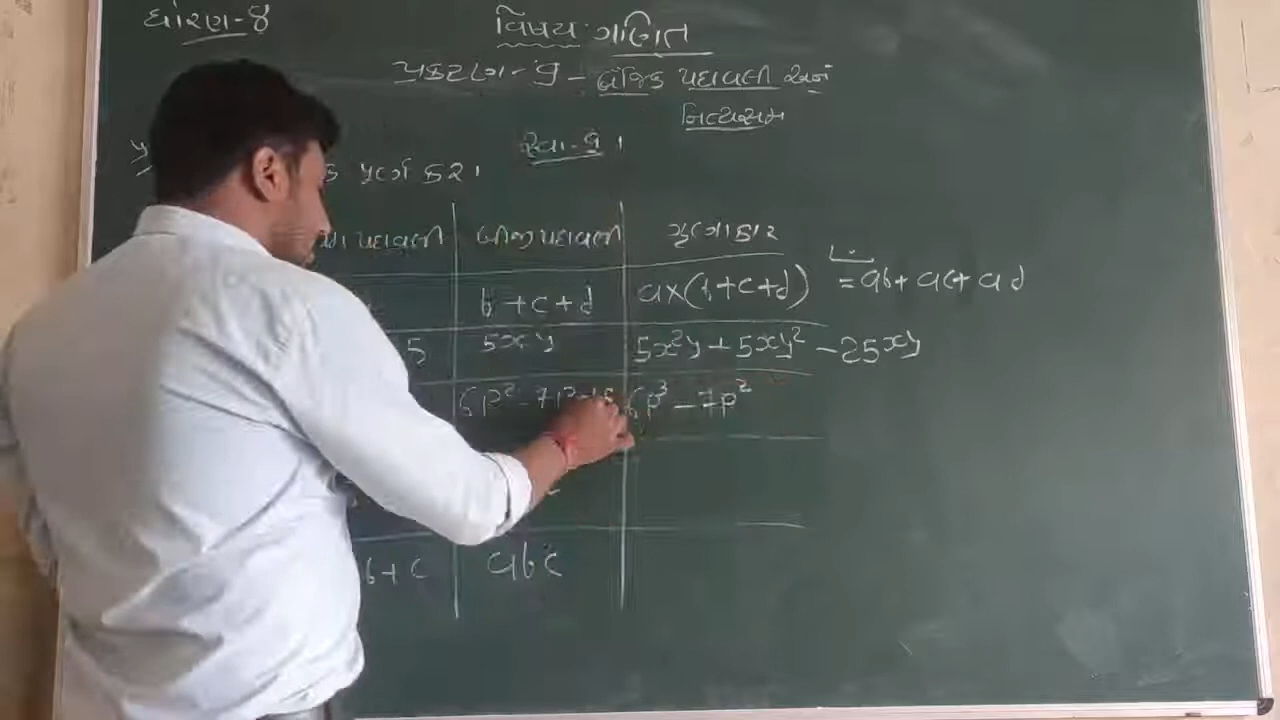 ધોરણ-8
વિષય: ગણિત
પ્રકરણ-9 - બૈજિક પદાવલી અને
નિત્યસમ
પૂર્ણ કરો
પદાવલી બીજી પદાવલી ગુણાકાર
b+c+d a×(b+c+d) =ab+ac+ad
5 5xy 5x²y+5xy²-25xy
6p³-7p²
b+c abc